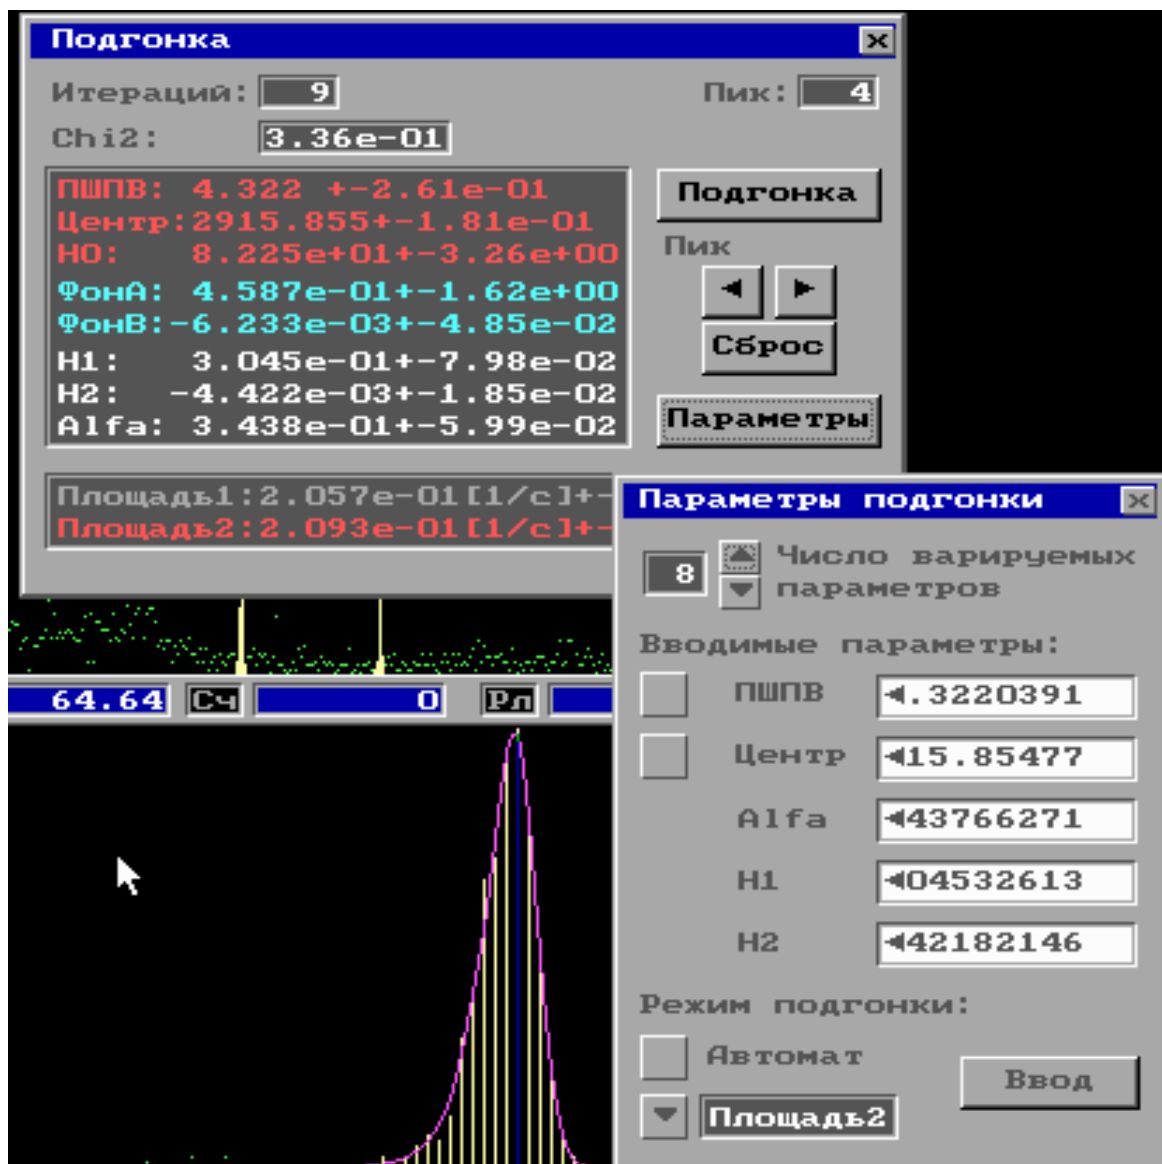 Подгонка
Итераций: 9 Пик: 4
Chi2: 3.36e-01
ПШПВ: 4.322 +-2.61e-01
Центр:2915.855+-1.81e-01
H0: 8.225e+01+-3.26e+00
ФонА: 4.587e-01+-1.62e+00
ФонВ:-6.233e-03+-4.85e-02
H1: 3.045e-01+-7.98e-02
H2: -4.422e-03+-1.85e-02
Alfa: 3.438e-01+-5.99e-02
Подгонка
Пик
Сброс
Параметры
Площадь1:2.057e-01[1/c]+-
Площадь2:2.093e-01[1/c]+-
64.64 Сч 0 Рл
Параметры подгонки
8 Число варируемых
параметров
Вводимые параметры:
ПШПВ .3220391
Центр 15.85477
Alfa 43766271
H1 04532613
H2 42182146
Режим подгонки:
Автомат
Ввод
Площадь2